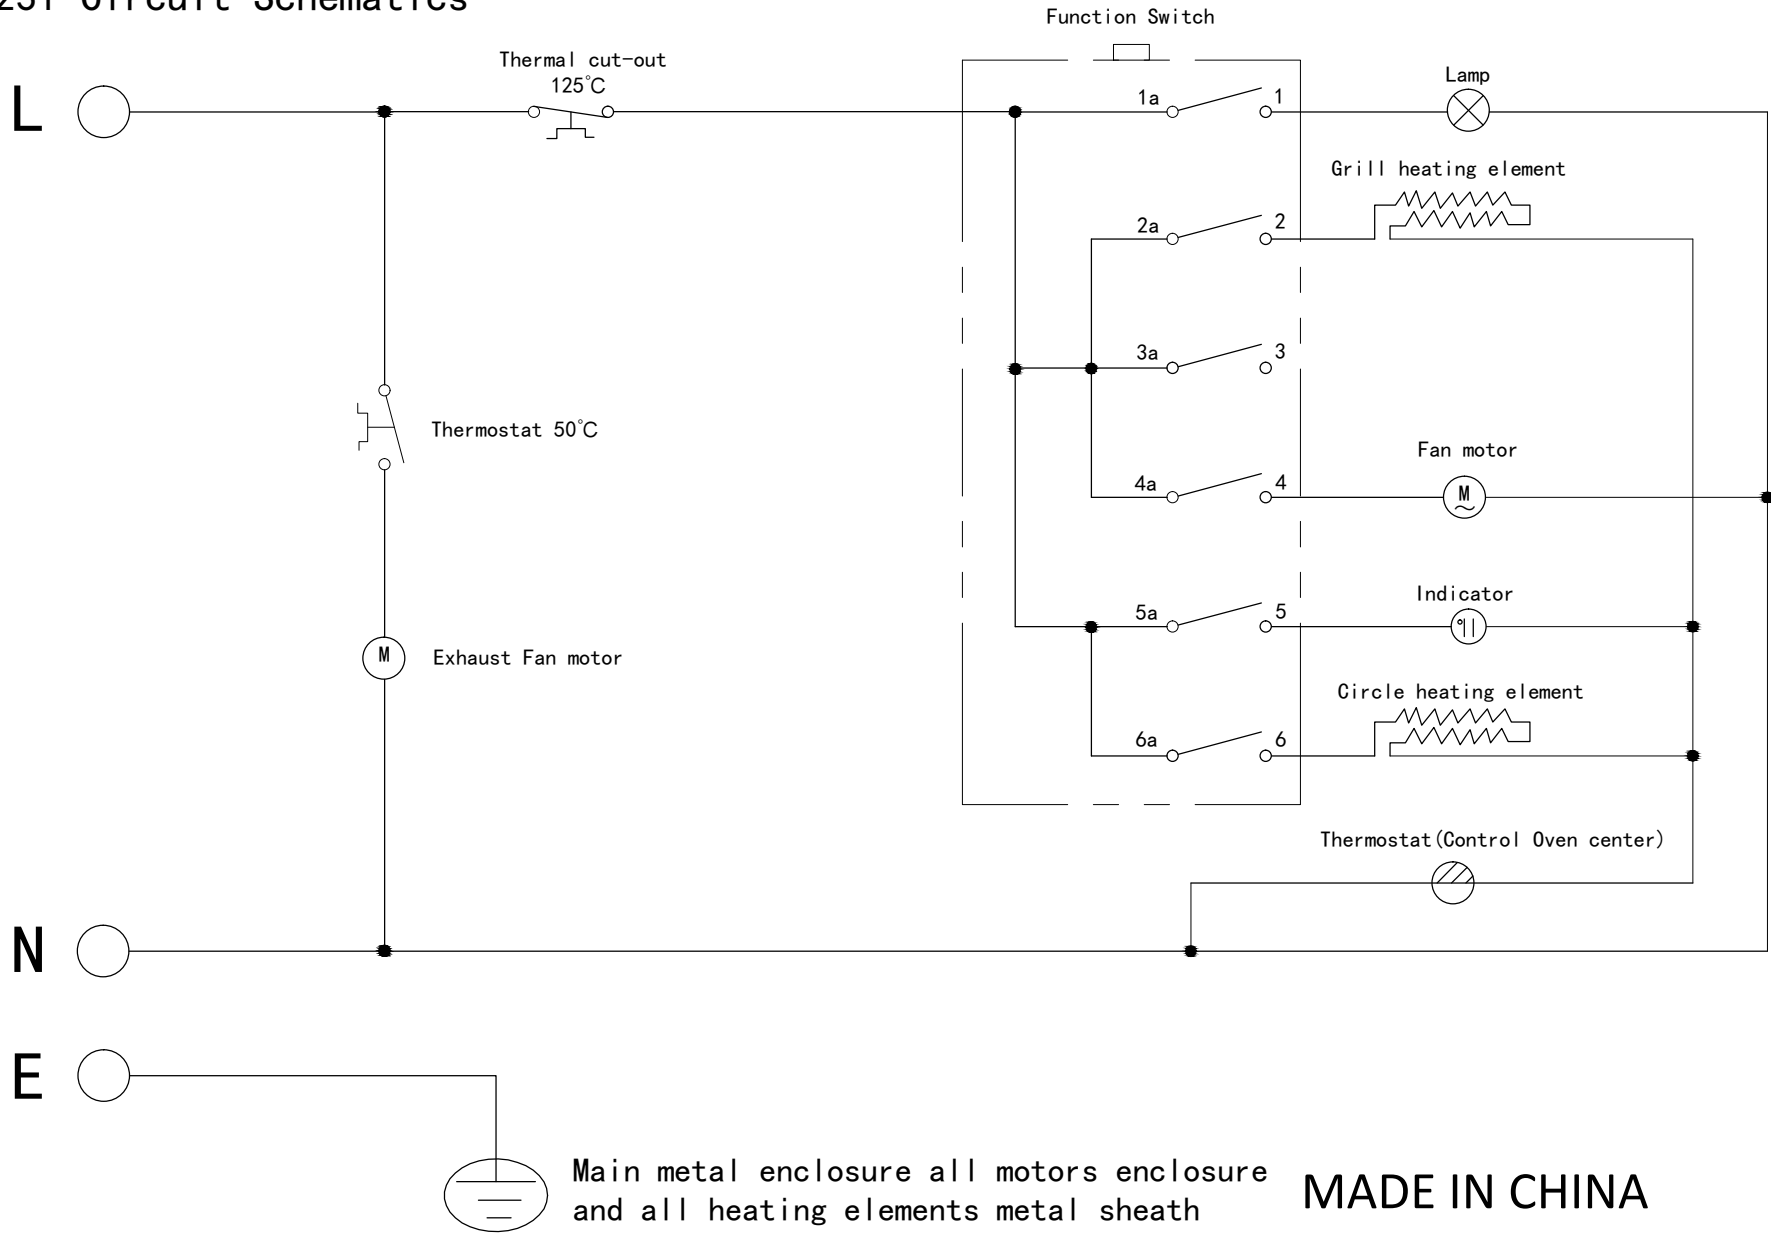 Circuit Schematics
Function Switch
Thermal cut-out
125℃
Lamp
L
1a
1
Grill heating element
2a
2
3a
3
Thermostat 50℃
Fan motor
4a
4
M
Indicator
5a
5
M
Exhaust Fan motor
Circle heating element
6a
6
Thermostat(Control Oven center)
N
E
Main metal enclosure all motors enclosure
and all heating elements metal sheath
MADE IN CHINA